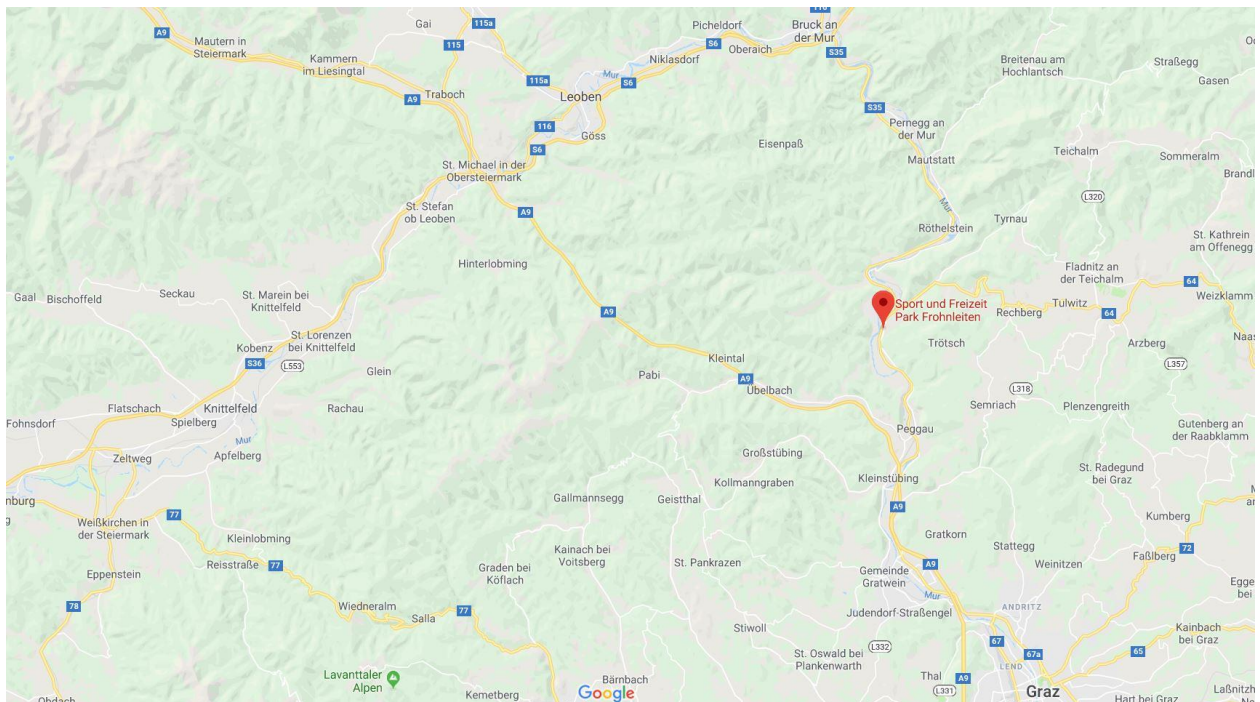 A9
Mautern in
Steiermark
Kammern
im Liesingtal
Gai
115a
115
Traboch
A9
115a
Leoben
116
Göss
S6
Mur
S6
Niklasdorf
Picheldorf
S6
Oberaich
Bruck an
der Mur
S35
S35
Pernegg an
der Mur
Mautstatt
Eisenpaß
Breitenau am
Hochlantsch
Straßegg
Gasen
Teichalm
Sommeralm
L320
Mur
Röthelstein
Tyrnau
St. Kathrein
am Offenegg
Fladnitz an
der Teichalm
64
Weizklamm
Tulwitz
64
Rechberg
Sport und Freizeit
Park Frohnleiten
Trötsch
Arzberg
L357
L318
Semriach
Plenzengreith
Gutenberg an
der Raabklamm
St. Michael in der
Obersteiermark
St. Stefan
ob Leoben
A9
Hinterlobming
A9
Gaal
Bischoffeld
Seckau
St. Marein bei
Knittelfeld
St. Lorenzen
bei Knittelfeld
Kobenz
S36
L553
Glein
Rachau
Flatschach
Knittelfeld
Spielberg
Fohnsdorf
Mur
Zeltweg
Apfelberg
Kleintal
Pabi
A9
Übelbach
Peggau
Großstübing
Kollmanngraben
Kleinstübing
A9
Gallmannsegg
Geistthal
St. Radegund
bei Graz
Kumberg
72
Faßlberg
Gratkorn
Stattegg
Weinitzen
Weißkirchen in
der Steiermark
77
Kleinlobming
Reisstraße
77
Eppenstein
78
Wiedneralm
Salla
77
Graden bei
Köflach
Kainach bei
Voitsberg
St. Pankrazen
Gemeinde
Gratwein
A9
Mur
Judendorf-Straßengel
ANDRITZ
Kainbach
bei Graz
65
67
67a
LEND
Stiwoll
St. Oswald bei
Plankenwarth
L332
Thal
L331
A9
Graz
Hart bei Graz
Lavanttaler
Alpen
Kemetberg
Bärnbach
Google
Obdach